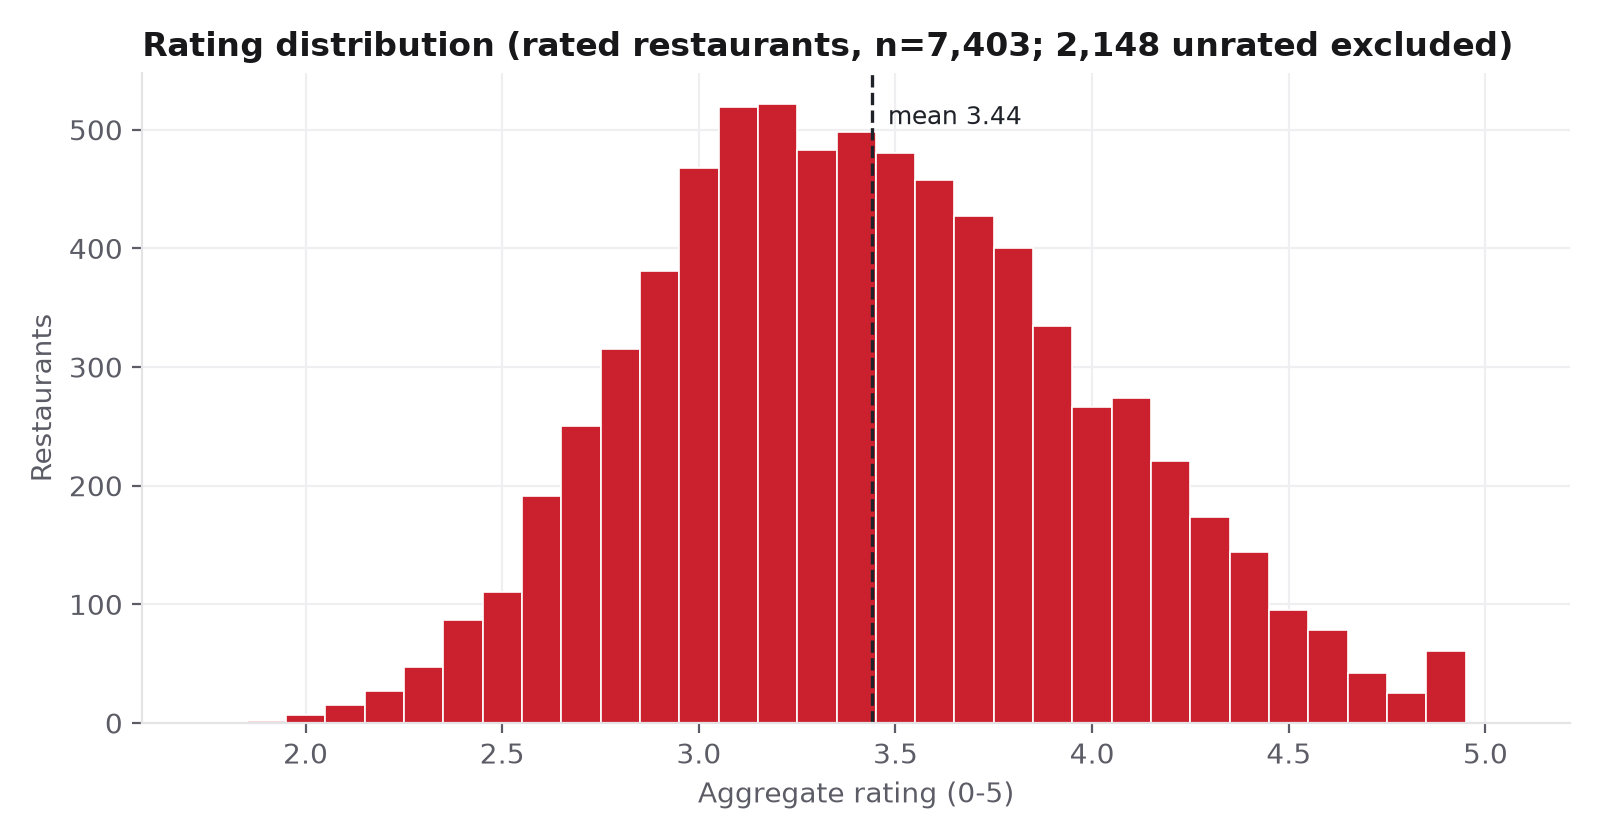 Rating distribution (rated restaurants, n=7,403; 2,148 unrated excluded)
mean 3.44
500
400
300
200
100
0
Restaurants
2.0 2.5 3.0 3.5 4.0 4.5 5.0
Aggregate rating (0-5)